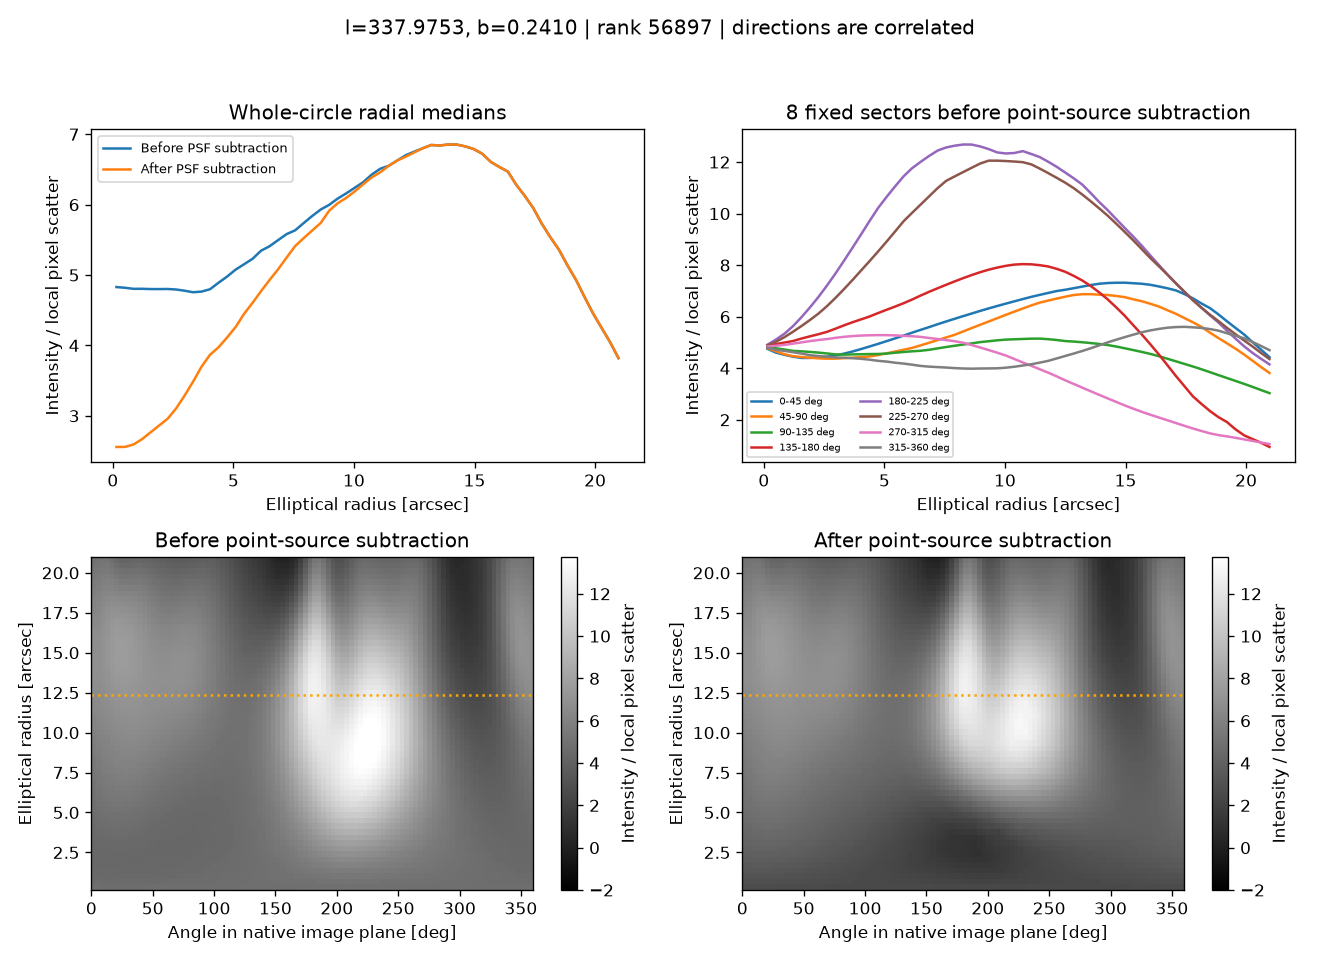 l=337.9753, b=0.2410 | rank 56897 | directions are correlated
Whole-circle radial medians
7
6
5
4
3
0
5
10
15
20
Intensity / local pixel scatter
Elliptical radius [arcsec]
Before PSF subtraction
After PSF subtraction
8 fixed sectors before point-source subtraction
12
10
8
6
4
2
0
5
10
15
20
Intensity / local pixel scatter
Elliptical radius [arcsec]
0-45 deg
45-90 deg
90-135 deg
135-180 deg
180-225 deg
225-270 deg
270-315 deg
315-360 deg
Before point-source subtraction
20.0
17.5
15.0
12.5
10.0
7.5
5.0
2.5
0
50
100
150
200
250
300
350
Elliptical radius [arcsec]
Angle in native image plane [deg]
12
10
8
6
4
2
0
−2
Intensity / local pixel scatter
After point-source subtraction
20.0
17.5
15.0
12.5
10.0
7.5
5.0
2.5
0
50
100
150
200
250
300
350
Elliptical radius [arcsec]
Angle in native image plane [deg]
12
10
8
6
4
2
0
−2
Intensity / local pixel scatter